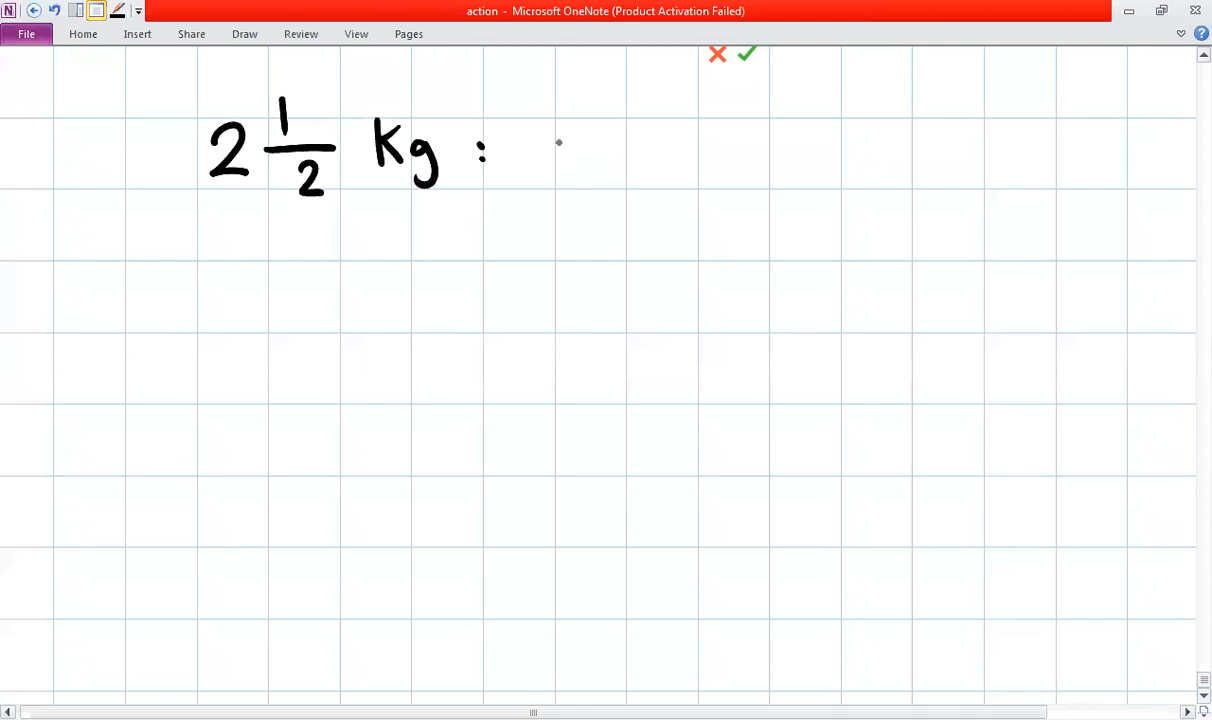 action - Microsoft OneNote (Product Activation Failed)
File Home Insert Share Draw Review View Pages
2 1/2 Kg :